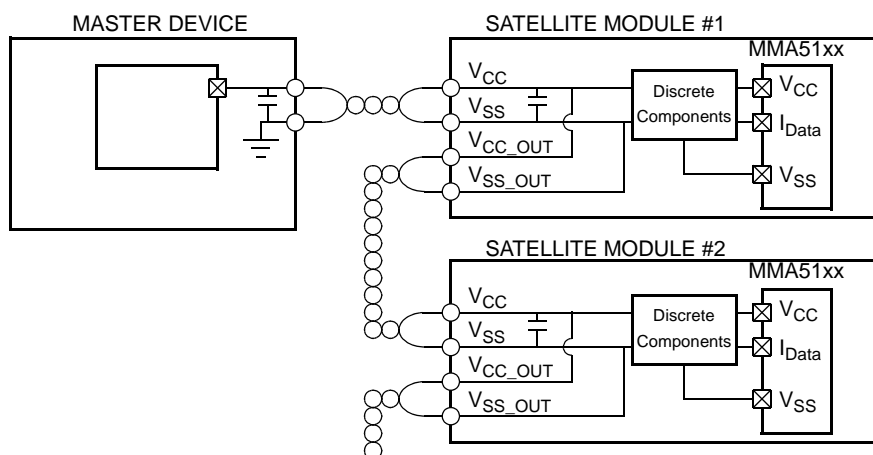 MASTER DEVICE
SATELLITE MODULE #1
MMA51xx
VCC
VSS
VCC_OUT
VSS_OUT
Discrete
Components
VCC
IData
VSS
SATELLITE MODULE #2
MMA51xx
VCC
VSS
VCC_OUT
VSS_OUT
Discrete
Components
VCC
IData
VSS